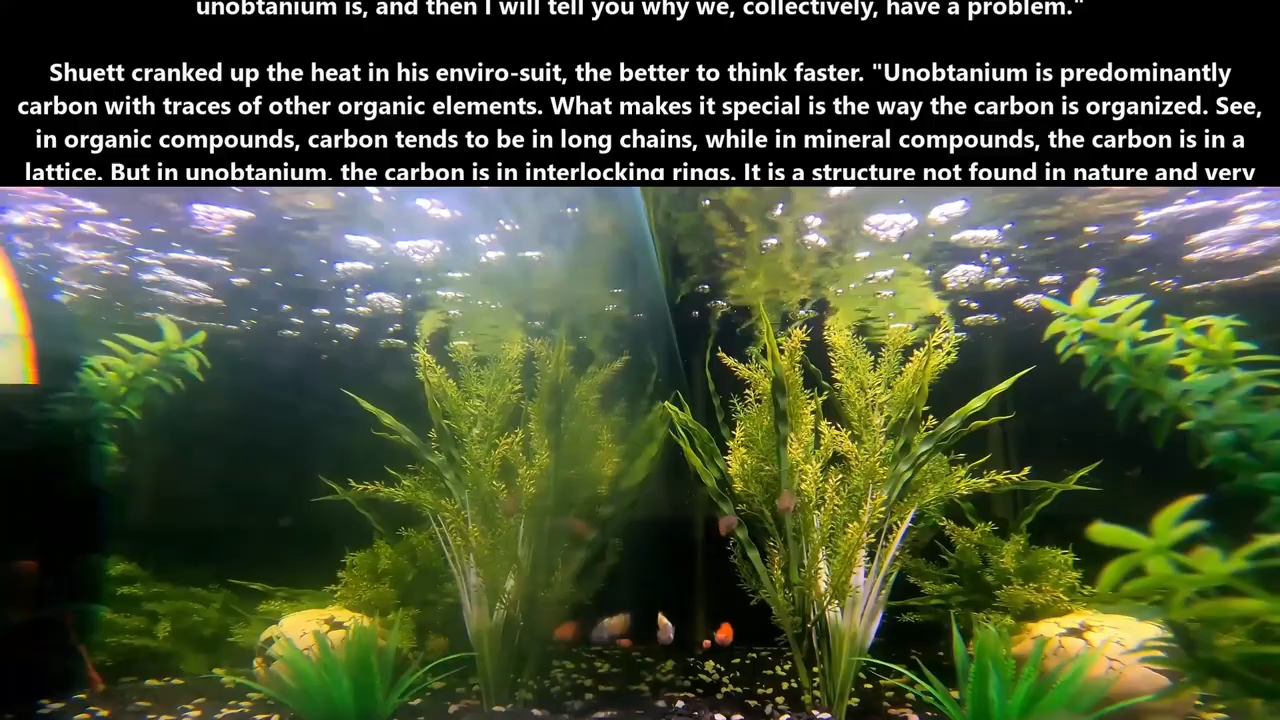 unobtanium is, and then I will tell you why we, collectively, have a problem."
Shuett cranked up the heat in his enviro-suit, the better to think faster. "Unobtanium is predominantly
carbon with traces of other organic elements. What makes it special is the way the carbon is organized. See,
in organic compounds, carbon tends to be in long chains, while in mineral compounds, the carbon is in a
lattice. But in unobtanium, the carbon is in interlocking rings. It is a structure not found in nature and very